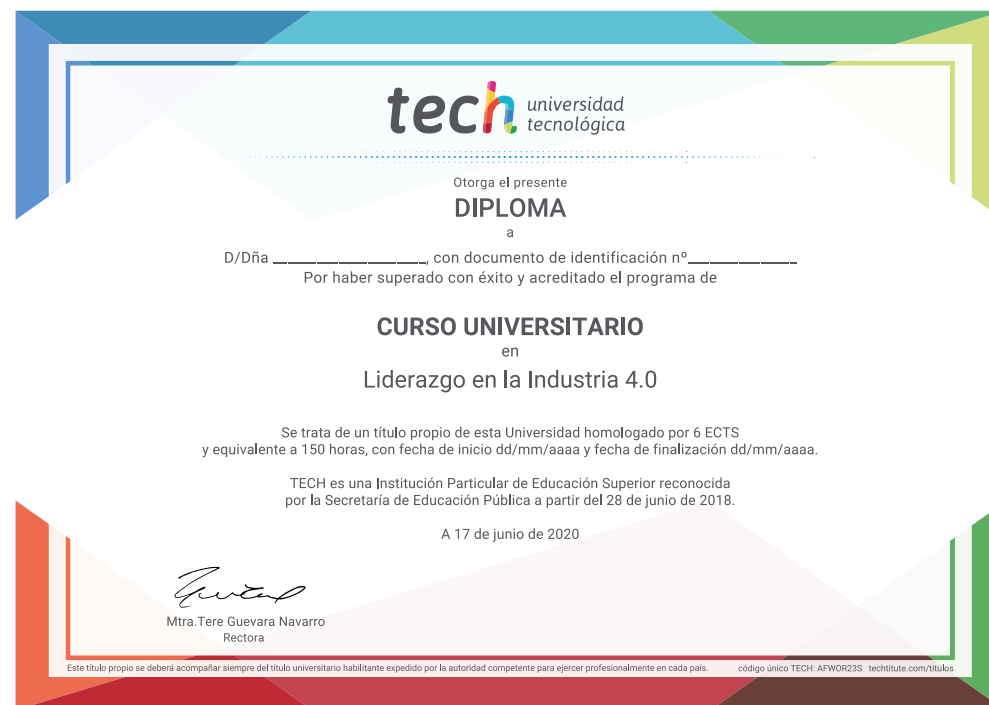 tech universidad
tecnológica
Otorga el presente
DIPLOMA
a
D/Dña ____________________, con documento de identificación nº______________
Por haber superado con éxito y acreditado el programa de
CURSO UNIVERSITARIO
en
Liderazgo en la Industria 4.0
Se trata de un título propio de esta Universidad homologado por 6 ECTS
y equivalente a 150 horas, con fecha de inicio dd/mm/aaaa y fecha de finalización dd/mm/aaaa.
TECH es una Institución Particular de Educación Superior reconocida
por la Secretaría de Educación Pública a partir del 28 de junio de 2018.
A 17 de junio de 2020
Mtra.Tere Guevara Navarro
Rectora
Este título propio se deberá acompañar siempre del título universitario habilitante expedido por la autoridad competente para ejercer profesionalmente en cada país. código único TECH: AFWOR23S techtitute.com/titulos